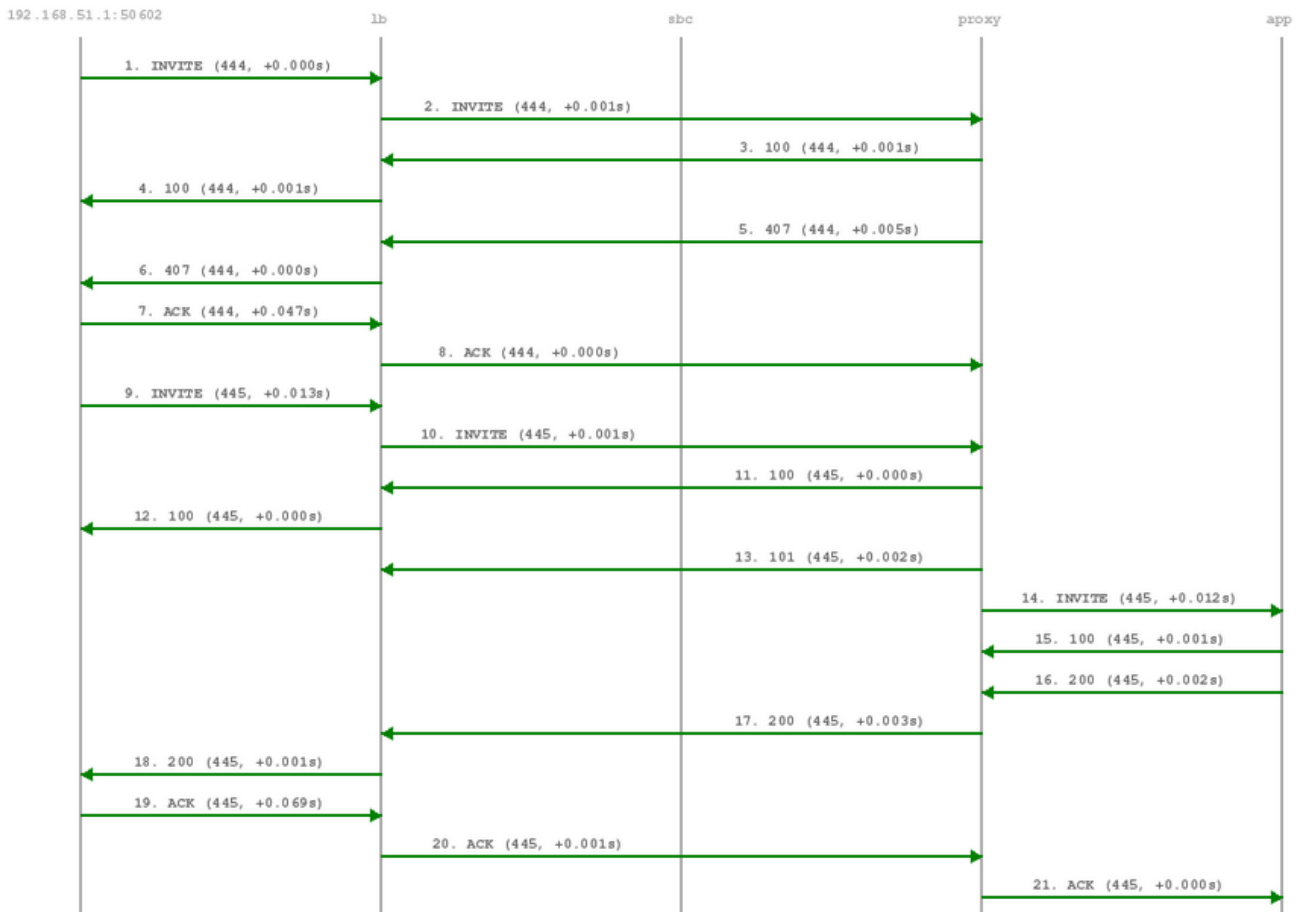 192.168.51.1:50602 lb sbc proxy app
1. INVITE (444, +0.000s)
2. INVITE (444, +0.001s)
3. 100 (444, +0.001s)
4. 100 (444, +0.001s)
5. 407 (444, +0.005s)
6. 407 (444, +0.000s)
7. ACK (444, +0.047s)
8. ACK (444, +0.000s)
9. INVITE (445, +0.013s)
10. INVITE (445, +0.001s)
11. 100 (445, +0.000s)
12. 100 (445, +0.000s)
13. 101 (445, +0.002s)
14. INVITE (445, +0.012s)
15. 100 (445, +0.001s)
16. 200 (445, +0.002s)
17. 200 (445, +0.003s)
18. 200 (445, +0.001s)
19. ACK (445, +0.069s)
20. ACK (445, +0.001s)
21. ACK (445, +0.000s)